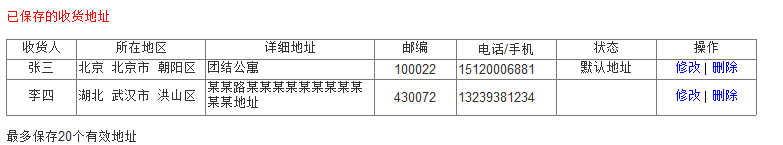 已保存的收货地址
收货人 所在地区 详细地址 邮编 电话/手机 状态 操作
张三 北京 北京市 朝阳区 团结公寓 100022 15120006881 默认地址 修改 | 删除
李四 湖北 武汉市 洪山区 某某路某某某某某某某某某某某某地址 430072 13239381234 修改 | 删除
最多保存20个有效地址